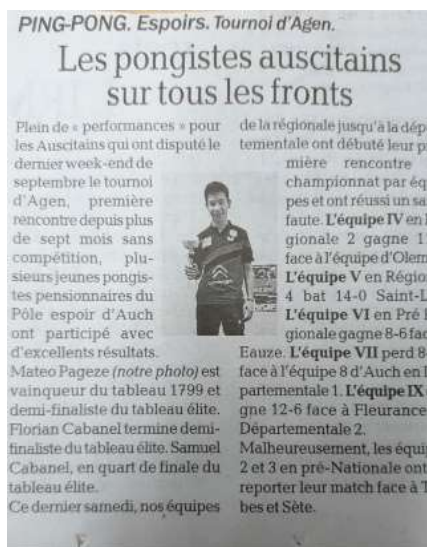 PING-PONG. Espoirs. Tournoi d'Agen.
Les pongistes auscitains
sur tous les fronts
Plein de « performances » pour
les Auscitains qui ont disputé le
dernier week-end de
septembre le tournoi
d'Agen, première
rencontre depuis plus
de sept mois sans
compétition, plu-
sieurs jeunes pongis-
tes pensionnaires du
Pôle espoir d'Auch
ont participé avec
d'excellents résultats.
Mateo Pageze (notre photo) est
vainqueur du tableau 1799 et
demi-finaliste du tableau élite.
Florian Cabanel termine demi-
finaliste du tableau élite. Samuel
Cabanel, en quart de finale du
tableau élite.
Ce dernier samedi, nos équipes
de la régionale jusqu'à la dép
tementale ont débuté leur p
mière rencontre
championnat par éq
pes et ont réussi un sa
faute. L'équipe IV en
gionale 2 gagne 1
face à l'équipe d'Olem
L'équipe V en Régio
4 bat 14-0 Saint-L
L'équipe VI en Pré
gionale gagne 8-6 fac
Eauze. L'équipe VII perd 8-
face à l'équipe 8 d'Auch en
partementale 1. L'équipe IX
gne 12-6 face à Fleurance
Départementale 2.
Malheureusement, les équip
2 et 3 en pré-Nationale ont
reporter leur match face à T
bes et Sète.